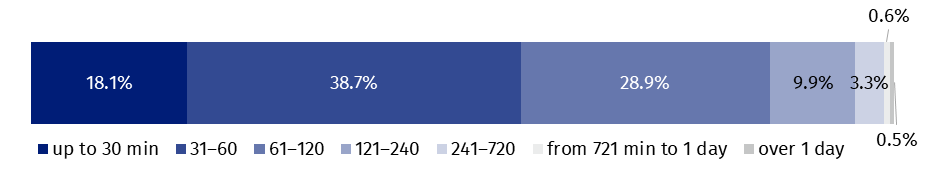 0.6%
18.1% 38.7% 28.9% 9.9% 3.3%
0.5%
up to 30 min 31–60 61–120 121–240 241–720 from 721 min to 1 day over 1 day